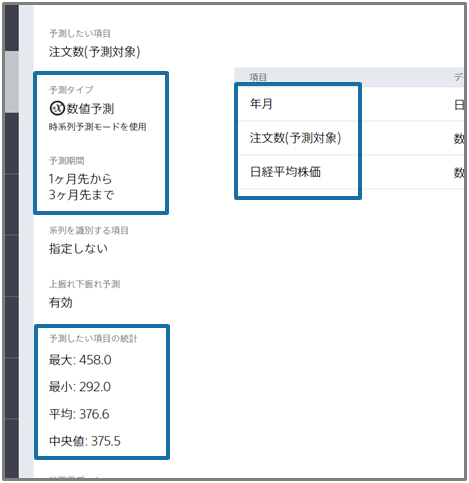 予測したい項目
注文数(予測対象)
予測タイプ
数値予測
時系列予測モードを使用
予測期間
1ヶ月先から
3ヶ月先まで
系列を識別する項目
指定しない
上振れ下振れ予測
有効
予測したい項目の統計
最大: 458.0
最小: 292.0
平均: 376.6
中央値: 375.5
項目
デ
年月
日
注文数(予測対象)
数
日経平均株価
数